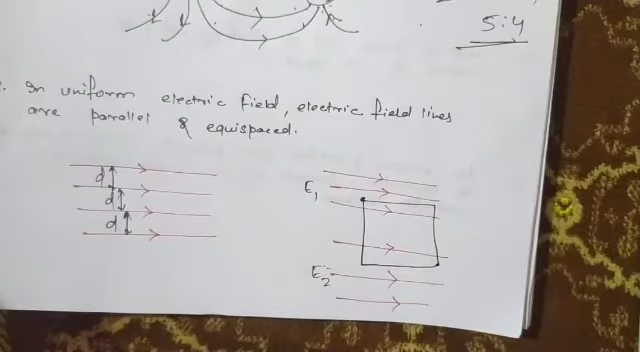 5:4
In uniform electric field, electric field lines
are parallel & equispaced.
d
d
d
E1
E2